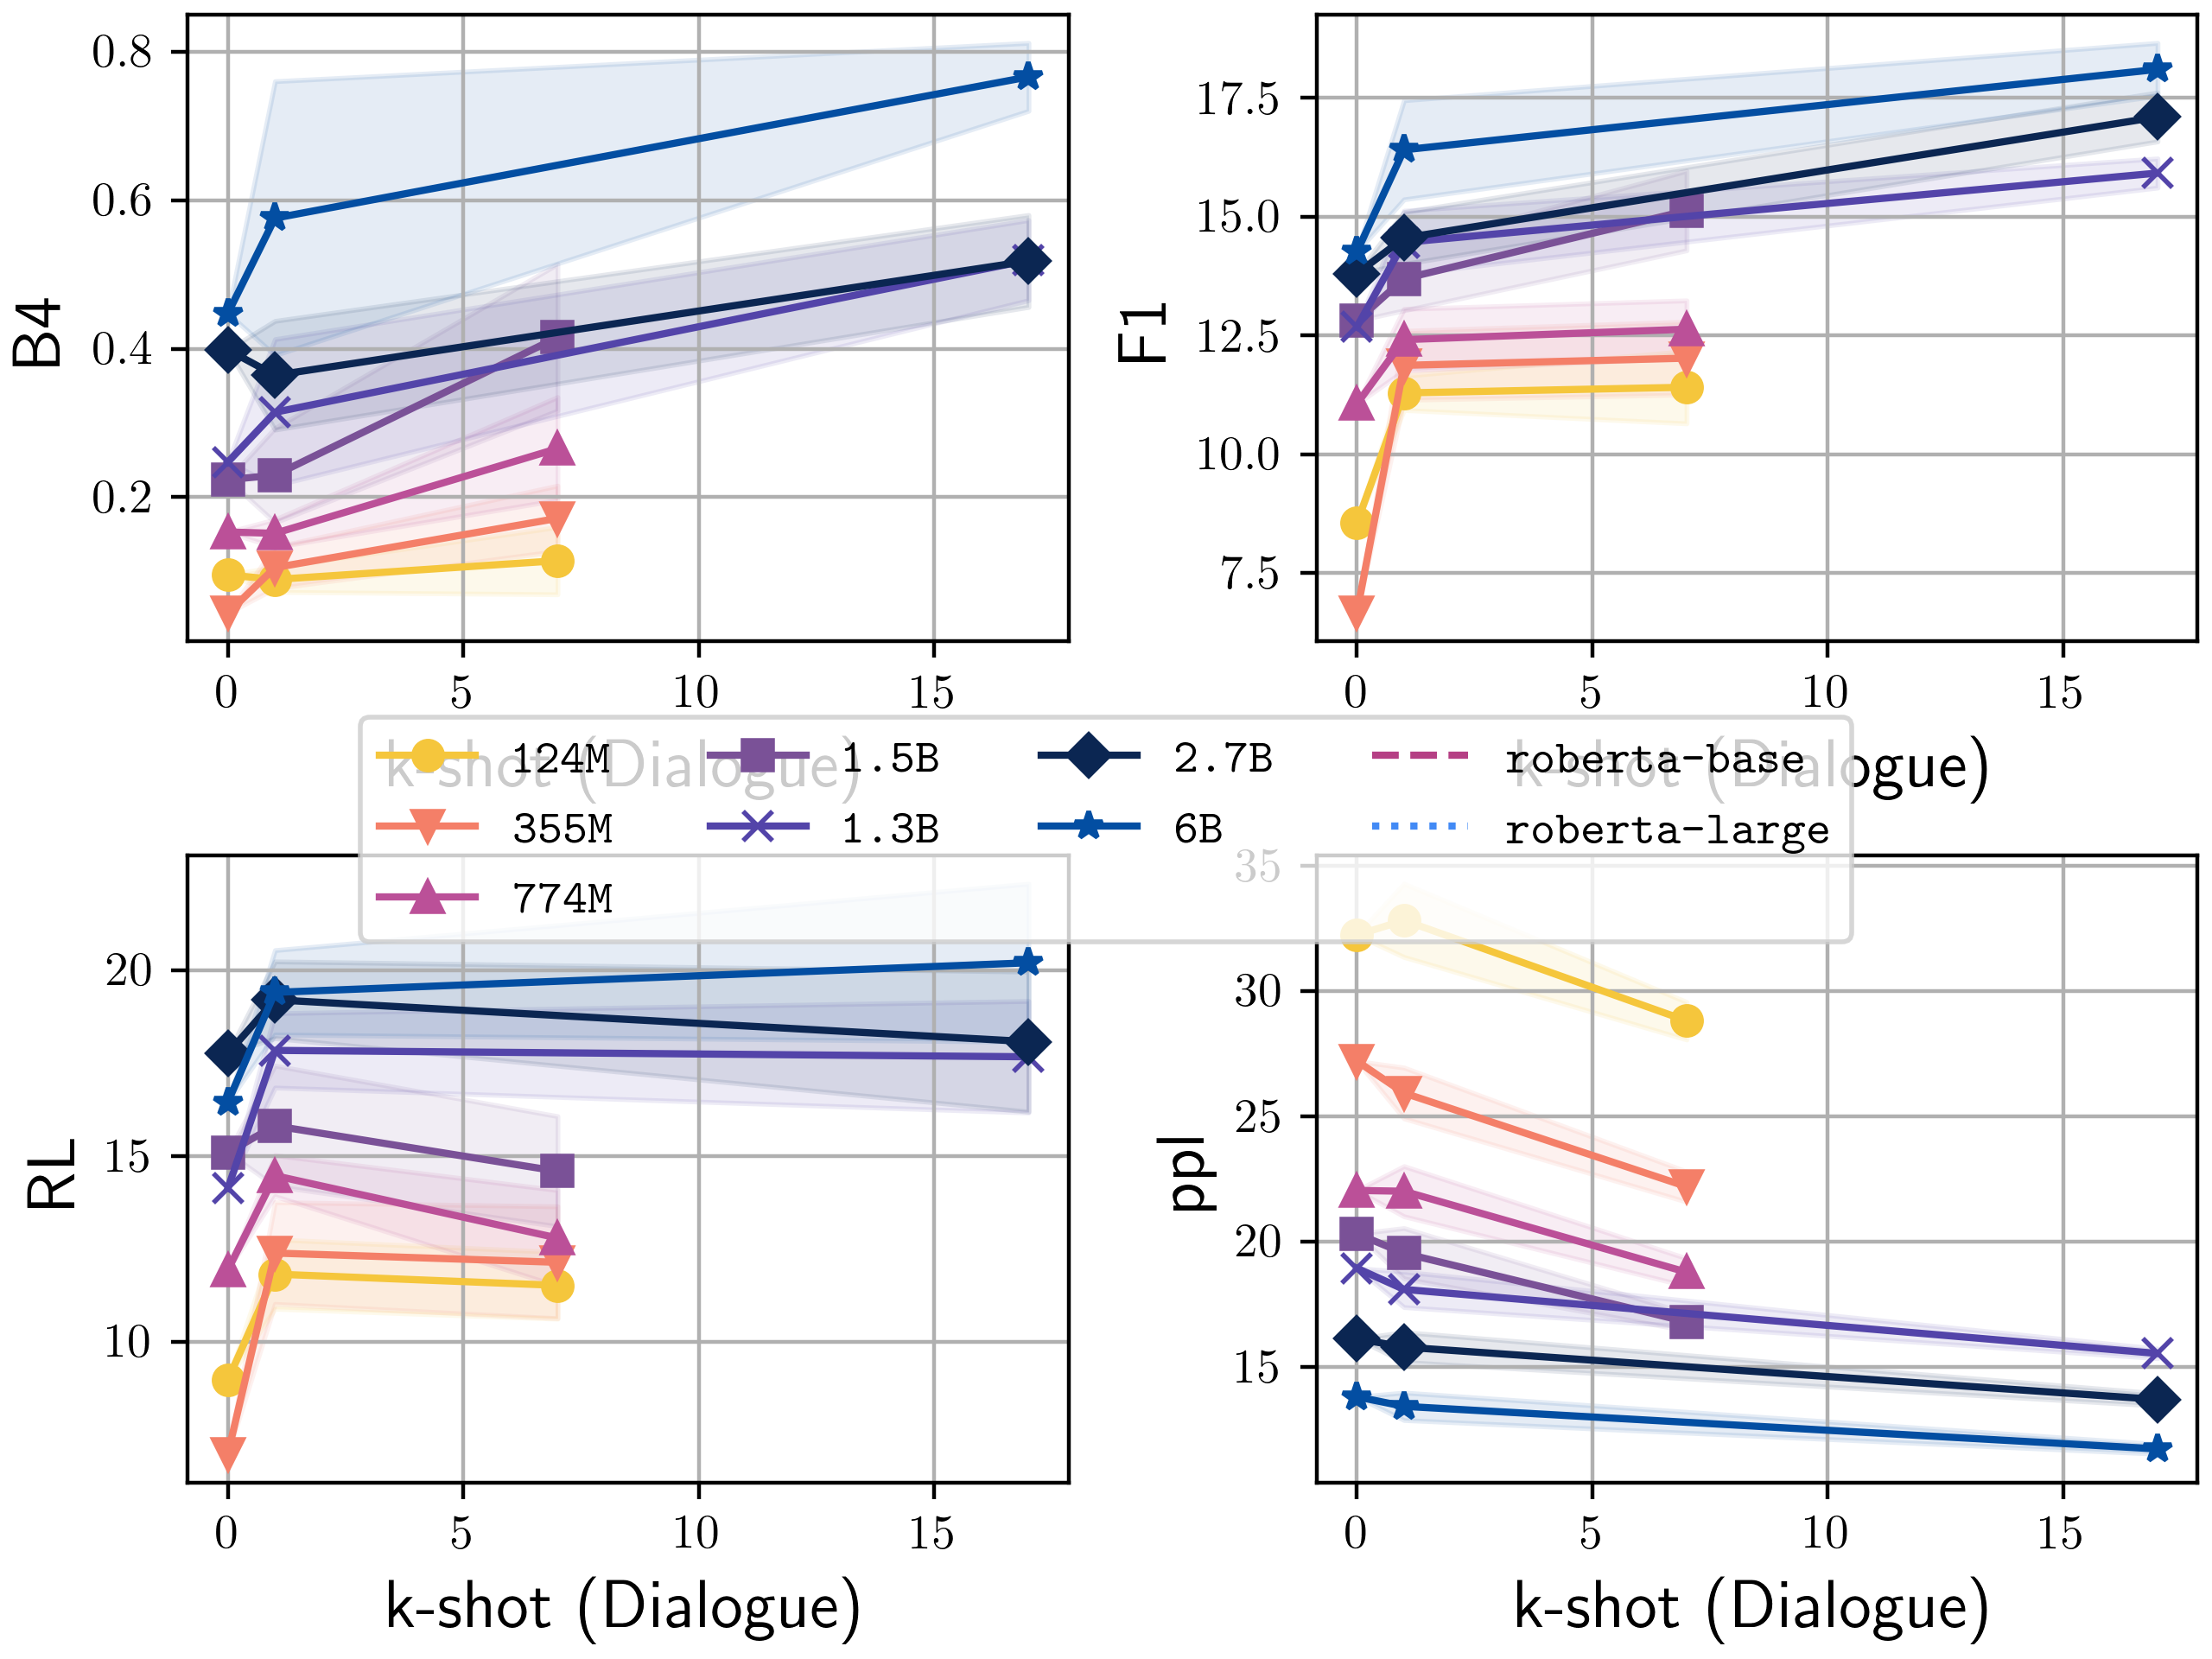 B4
0.8
0.6
0.4
0.2
0 5 10 15
k-shot (Dialogue)
F1
17.5
15.0
12.5
10.0
7.5
0 5 10 15
k-shot (Dialogue)
124M 1.5B 2.7B roberta-base
355M 1.3B 6B roberta-large
774M
RL
20
15
10
0 5 10 15
k-shot (Dialogue)
ppl
35
30
25
20
15
0 5 10 15
k-shot (Dialogue)